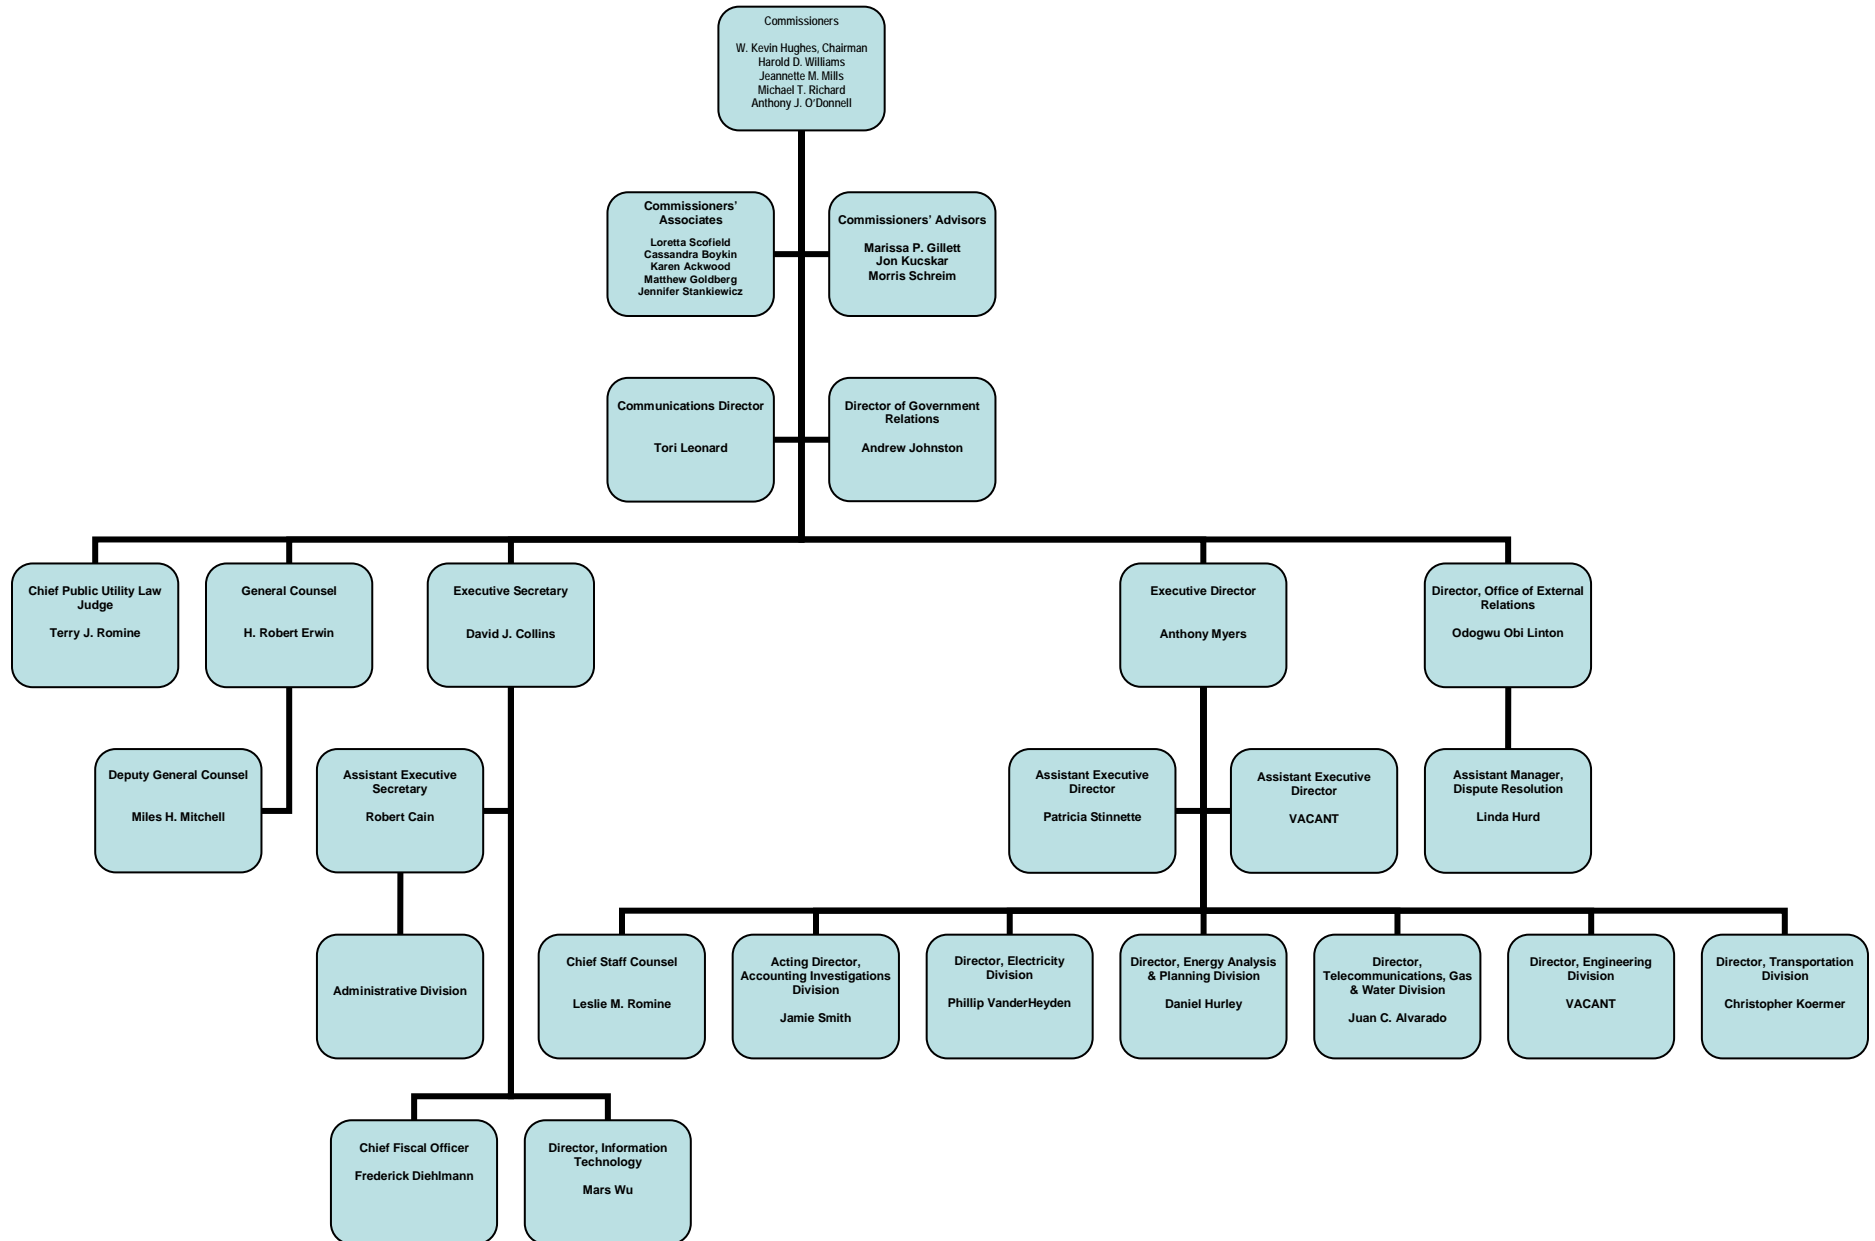 Commissioners
W. Kevin Hughes, Chairman
Harold D. Williams
Jeannette M. Mills
Michael T. Richard
Anthony J. O'Donnell
Commissioners'
Associates
Loretta Scofield
Cassandra Boykin
Karen Ackwood
Matthew Goldberg
Jennifer Stankiewicz
Commissioners' Advisors
Marissa P. Gillett
Jon Kucskar
Morris Schreim
Communications Director
Tori Leonard
Director of Government
Relations
Andrew Johnston
Chief Public Utility Law
Judge
Terry J. Romine
General Counsel
H. Robert Erwin
Executive Secretary
David J. Collins
Executive Director
Anthony Myers
Director, Office of External
Relations
Odogwu Obi Linton
Deputy General Counsel
Miles H. Mitchell
Assistant Executive
Secretary
Robert Cain
Assistant Executive
Director
Patricia Stinnette
Assistant Executive
Director
VACANT
Assistant Manager,
Dispute Resolution
Linda Hurd
Administrative Division
Chief Staff Counsel
Leslie M. Romine
Acting Director,
Accounting Investigations
Division
Jamie Smith
Director, Electricity
Division
Phillip VanderHeyden
Director, Energy Analysis
& Planning Division
Daniel Hurley
Director,
Telecommunications, Gas
& Water Division
Juan C. Alvarado
Director, Engineering
Division
VACANT
Director, Transportation
Division
Christopher Koermer
Chief Fiscal Officer
Frederick Diehlmann
Director, Information
Technology
Mars Wu